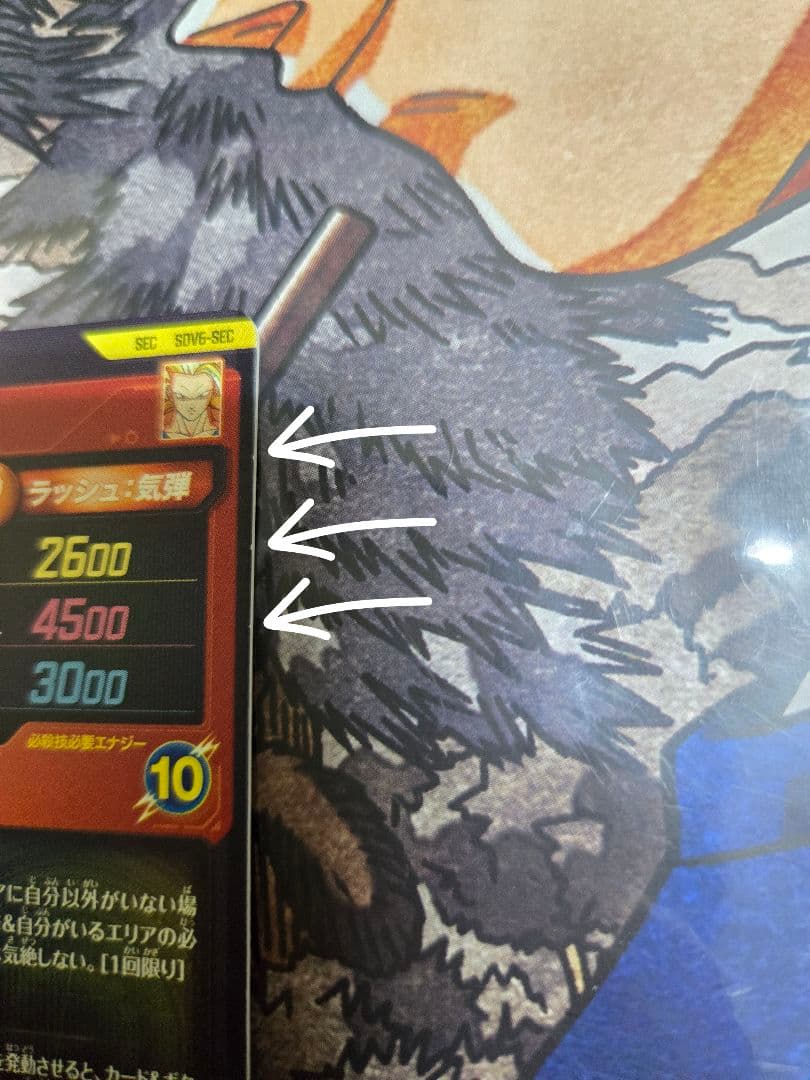 SEC SDV6-SEC
ラッシュ:気弾
2600
4500
3000
必殺技必要エナジー
10
に自分以外がいない場
&自分がいるエリアの必
気絶しない。[1回限り]
を発動させると、カード